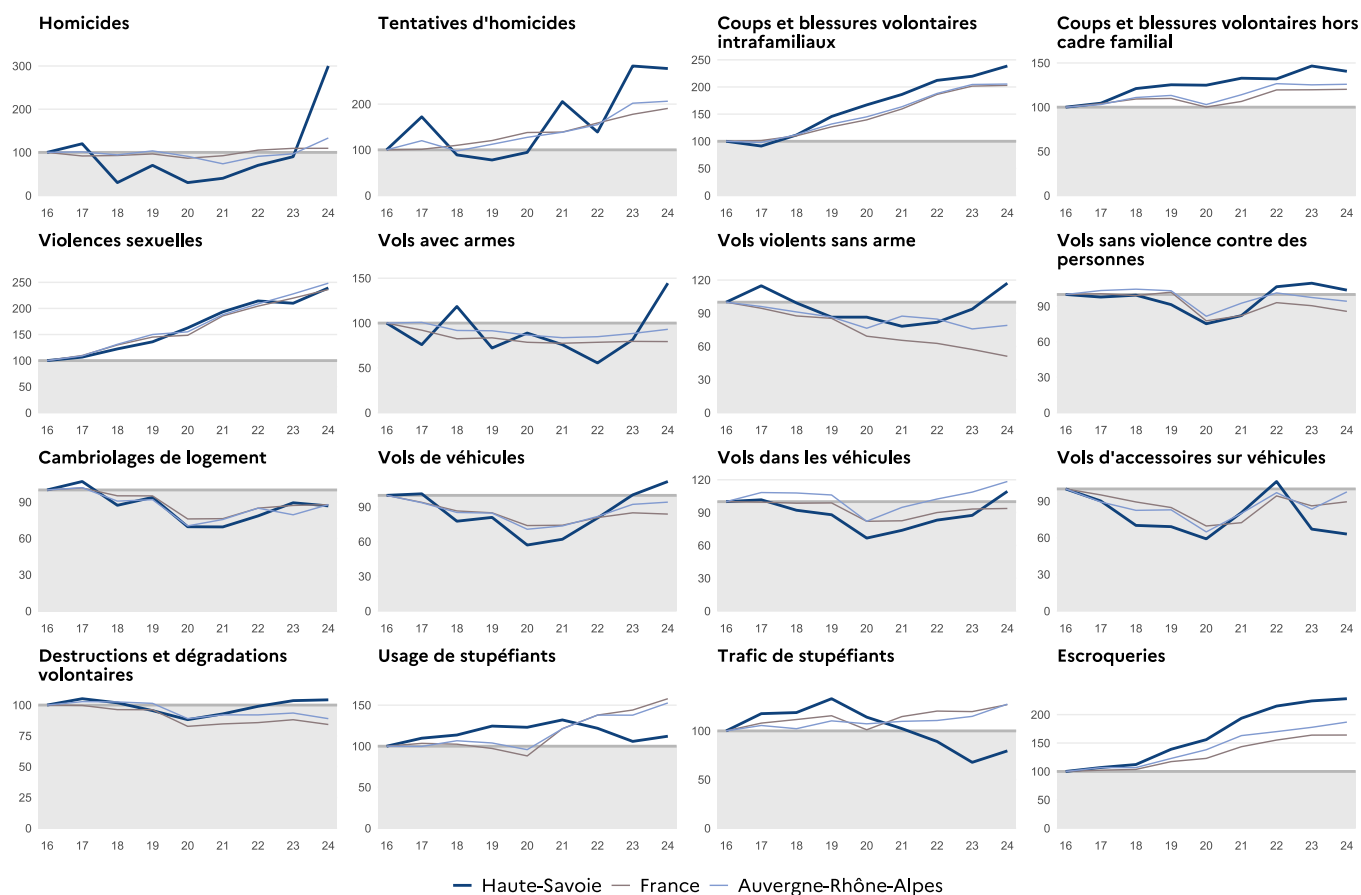 Homicides
300
200
100
0
16 17 18 19 20 21 22 23 24
Tentatives d'homicides
200
100
0
16 17 18 19 20 21 22 23 24
Coups et blessures volontaires
intrafamiliaux
250
200
150
100
50
0
16 17 18 19 20 21 22 23 24
Coups et blessures volontaires hors
cadre familial
150
100
50
0
16 17 18 19 20 21 22 23 24
Violences sexuelles
250
200
150
100
50
0
16 17 18 19 20 21 22 23 24
Vols avec armes
150
100
50
0
16 17 18 19 20 21 22 23 24
Vols violents sans arme
120
90
60
30
0
16 17 18 19 20 21 22 23 24
Vols sans violence contre des
personnes
90
60
30
0
16 17 18 19 20 21 22 23 24
Cambriolages de logement
90
60
30
0
16 17 18 19 20 21 22 23 24
Vols de véhicules
90
60
30
0
16 17 18 19 20 21 22 23 24
Vols dans les véhicules
120
90
60
30
0
16 17 18 19 20 21 22 23 24
Vols d'accessoires sur véhicules
90
60
30
0
16 17 18 19 20 21 22 23 24
Destructions et dégradations
volontaires
100
75
50
25
0
16 17 18 19 20 21 22 23 24
Usage de stupéfiants
150
100
50
0
16 17 18 19 20 21 22 23 24
Trafic de stupéfiants
100
50
0
16 17 18 19 20 21 22 23 24
Escroqueries
200
150
100
50
0
16 17 18 19 20 21 22 23 24
Haute-Savoie France Auvergne-Rhône-Alpes